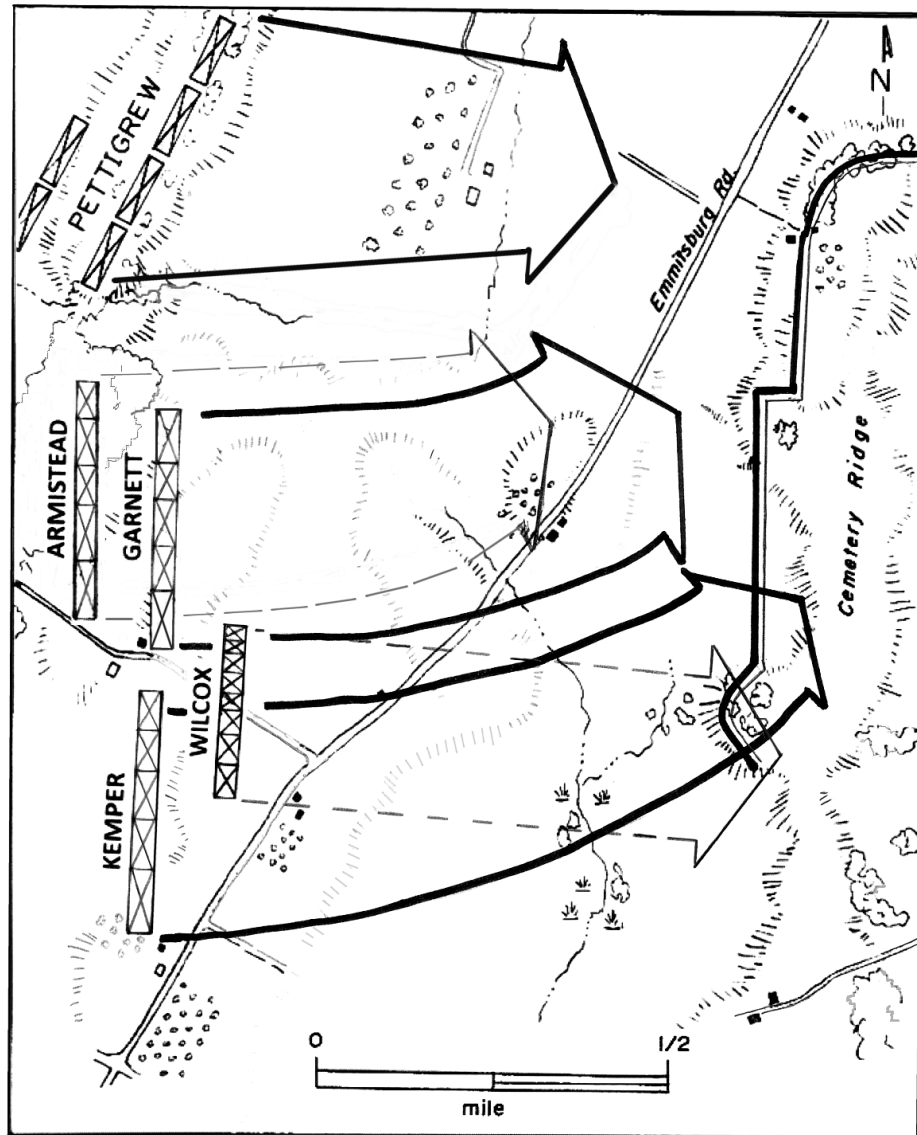 PETTIGREW
N
Emmitsburg Rd.
ARMISTEAD
GARNETT
Cemetery Ridge
WILCOX
KEMPER
0 1/2
mile